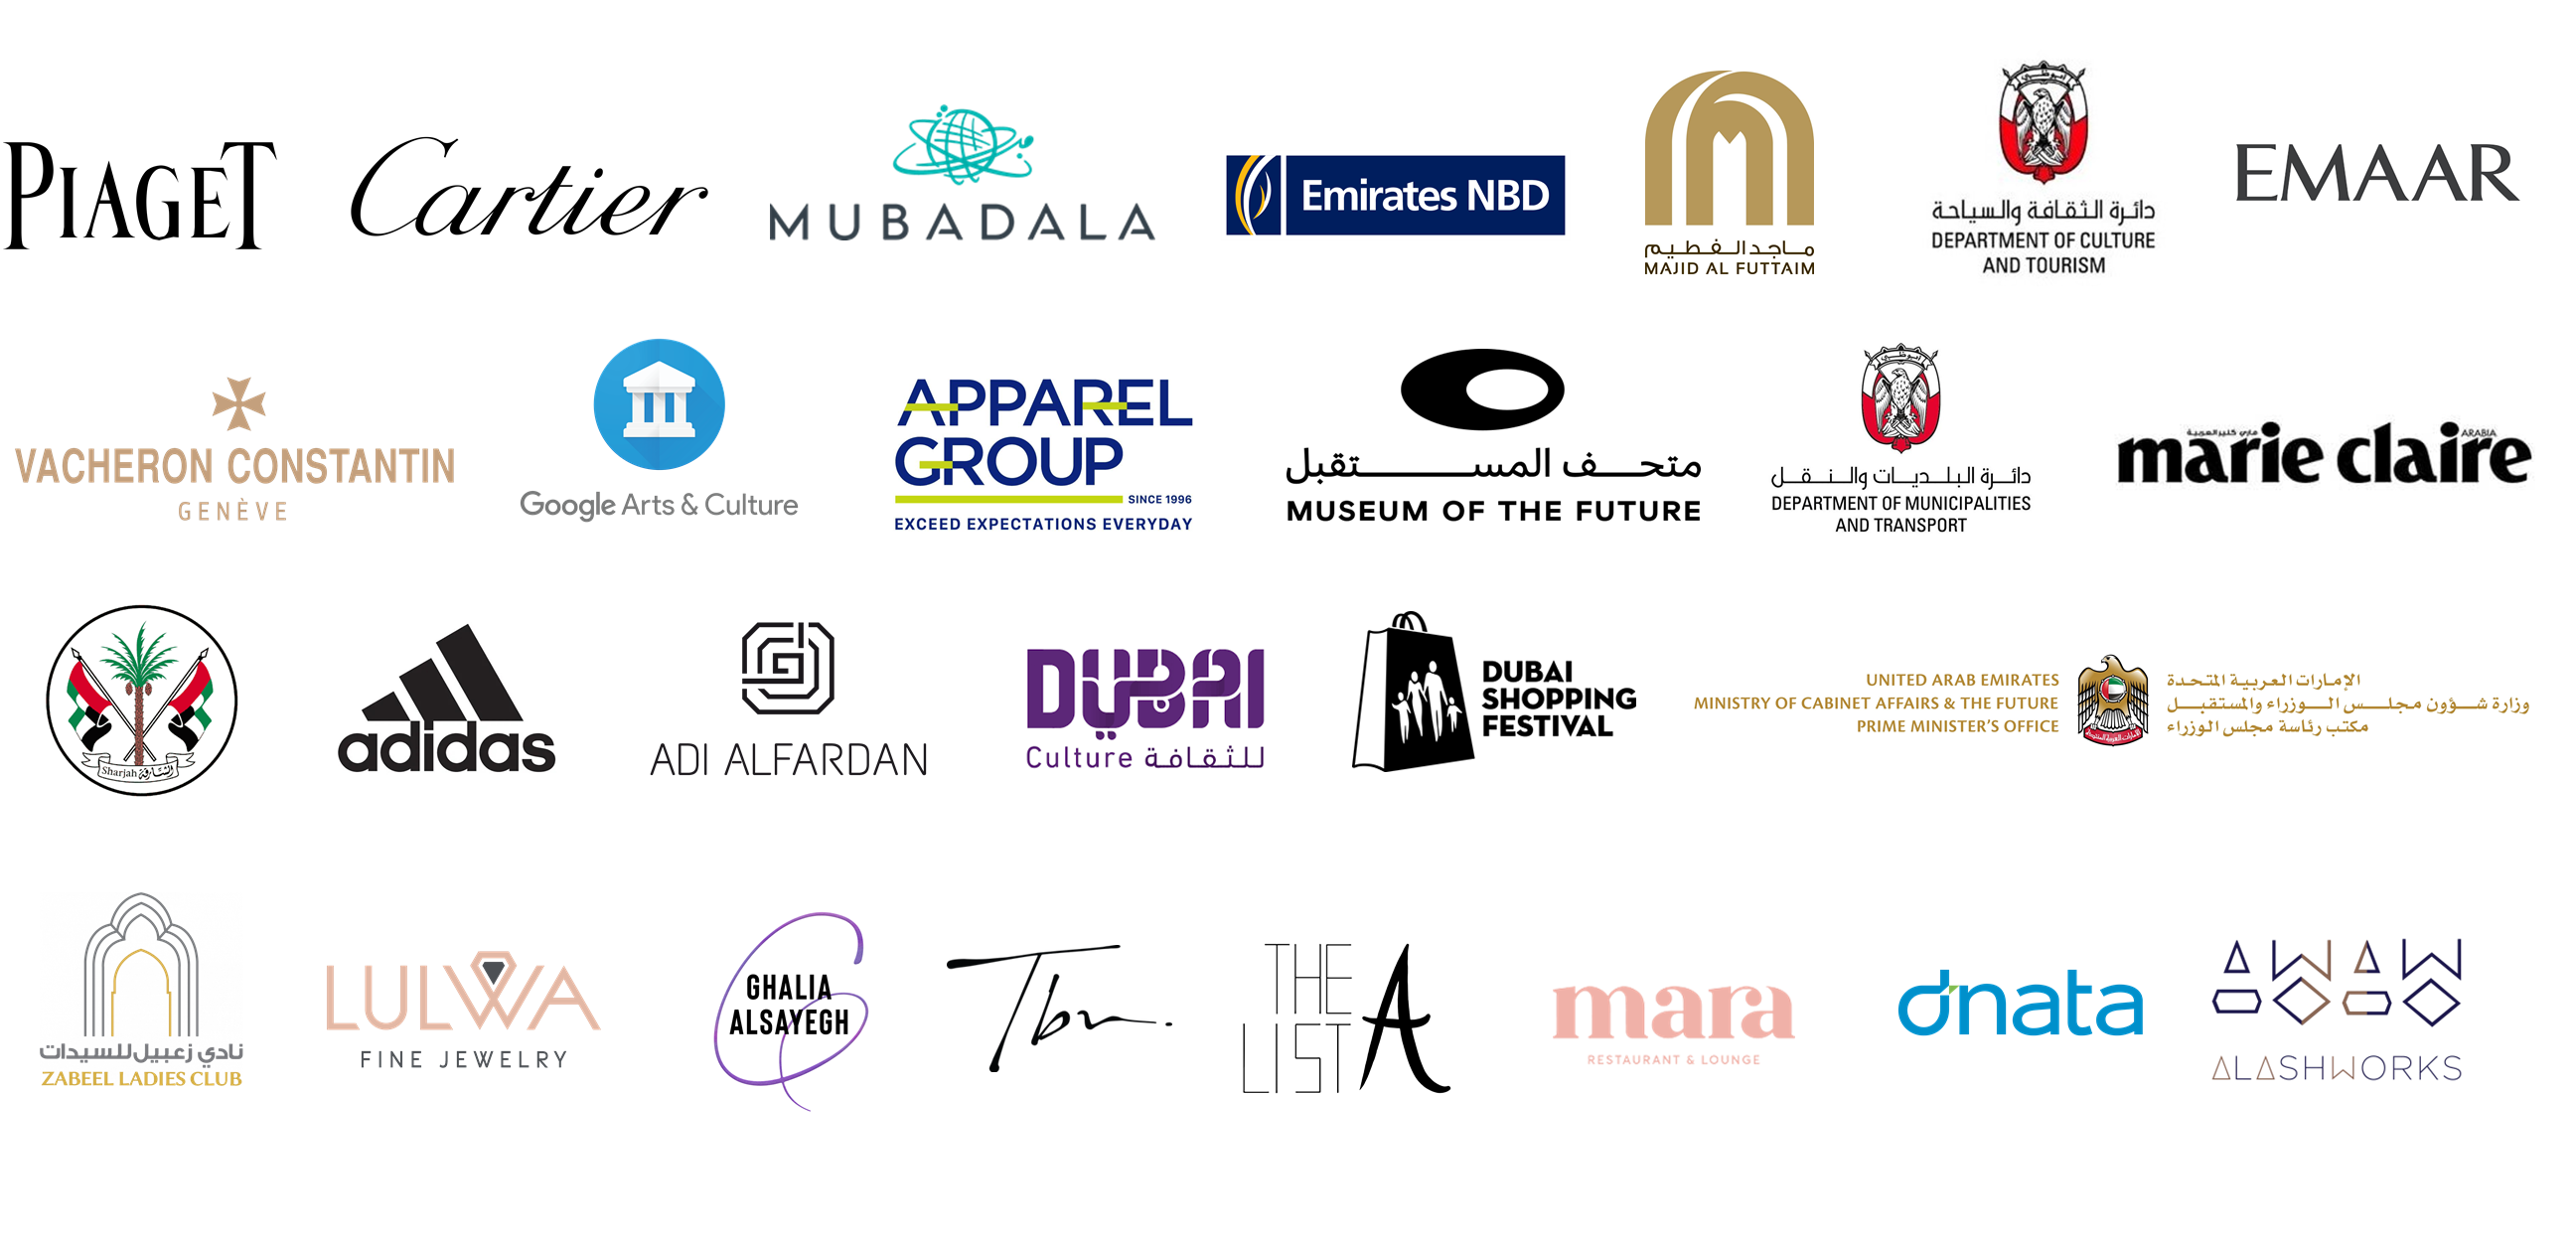 PIAGET
Cartier
MUBADALA
Emirates NBD
ماجد الفطيم
MAJID AL FUTTAIM
دائرة الثقافة والسياحة
DEPARTMENT OF CULTURE
AND TOURISM
EMAAR
VACHERON CONSTANTIN
GENÈVE
Google Arts & Culture
APPAREL
GROUP
SINCE 1996
EXCEED EXPECTATIONS EVERYDAY
متحف المستقبل
MUSEUM OF THE FUTURE
دائرة البلديات والنقل
DEPARTMENT OF MUNICIPALITIES
AND TRANSPORT
ماري كلير العربية
ARABIA
marie claire
Sharjah الشارقة
adidas
ADI ALFARDAN
DUBAI
Culture للثقافة
DUBAI
SHOPPING
FESTIVAL
UNITED ARAB EMIRATES
MINISTRY OF CABINET AFFAIRS & THE FUTURE
PRIME MINISTER'S OFFICE
الإمارات العربية المتحدة
وزارة شؤون مجلس الوزراء والمستقبل
مكتب رئاسة مجلس الوزراء
نادي زعبيل للسيدات
ZABEEL LADIES CLUB
LULWA
FINE JEWELRY
GHALIA
ALSAYEGH
THE
LIST
A
mara
RESTAURANT & LOUNGE
dnata
ALASHWORKS